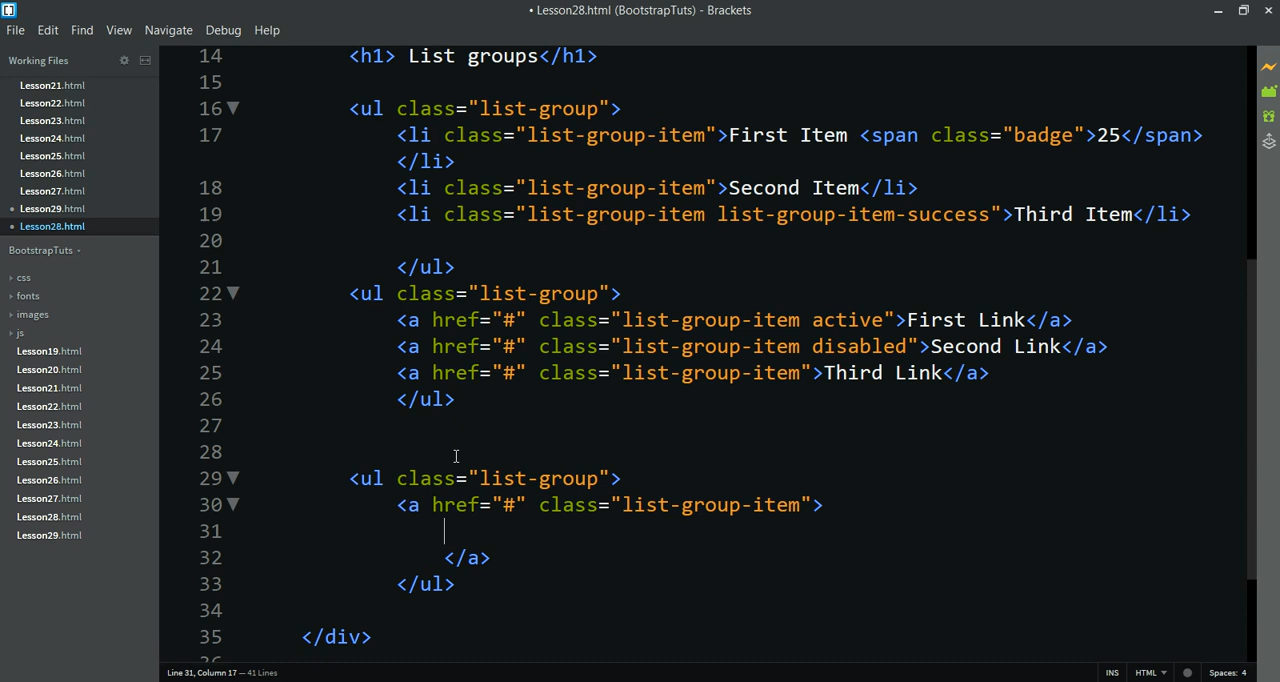 • Lesson28.html (BootstrapTuts) - Brackets
File Edit Find View Navigate Debug Help
Working Files
Lesson21.html
Lesson22.html
Lesson23.html
Lesson24.html
Lesson25.html
Lesson26.html
Lesson27.html
• Lesson29.html
• Lesson28.html
BootstrapTuts
css
fonts
images
js
Lesson19.html
Lesson20.html
Lesson21.html
Lesson22.html
Lesson23.html
Lesson24.html
Lesson25.html
Lesson26.html
Lesson27.html
Lesson28.html
Lesson29.html
14 <h1> List groups</h1>
15
16 <ul class="list-group">
17 <li class="list-group-item">First Item <span class="badge">25</span>
</li>
18 <li class="list-group-item">Second Item</li>
19 <li class="list-group-item list-group-item-success">Third Item</li>
20
21 </ul>
22 <ul class="list-group">
23 <a href="#" class="list-group-item active">First Link</a>
24 <a href="#" class="list-group-item disabled">Second Link</a>
25 <a href="#" class="list-group-item">Third Link</a>
26 </ul>
27
28
29 <ul class="list-group">
30 <a href="#" class="list-group-item">
31
32 </a>
33 </ul>
34
35 </div>
36
Line 31, Column 17 — 41 Lines
INS HTML Spaces: 4